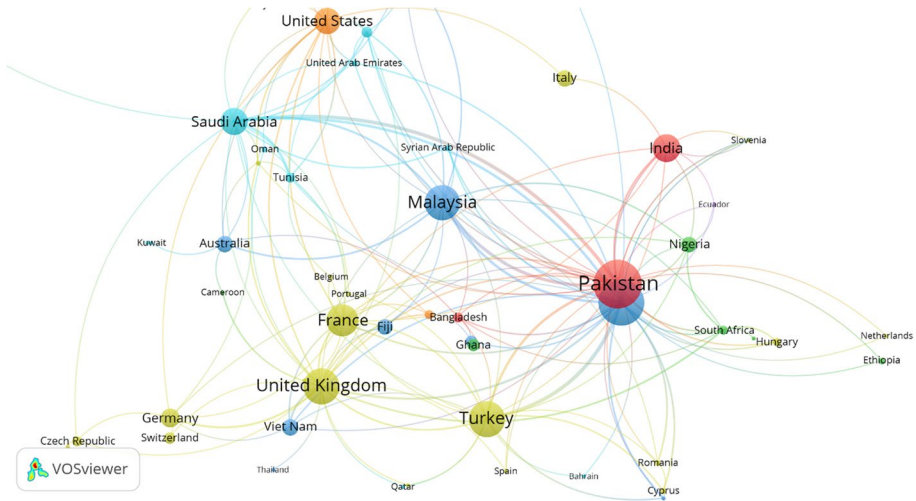 United States
United Arab Emirates
Italy
Saudi Arabia
Oman
Syrian Arab Republic
India
Slovenia
Tunisia
Malaysia
Ecuador
Kuwait
Australia
Nigeria
Belgium
Cameroon
Portugal
Pakistan
France
Fiji
Bangladesh
Ghana
South Africa
Hungary
Netherlands
Ethiopia
United Kingdom
Germany
Turkey
Viet Nam
Switzerland
Czech Republic
Thailand
Spain
Romania
Bahrain
Qatar
Cyprus
VOSviewer